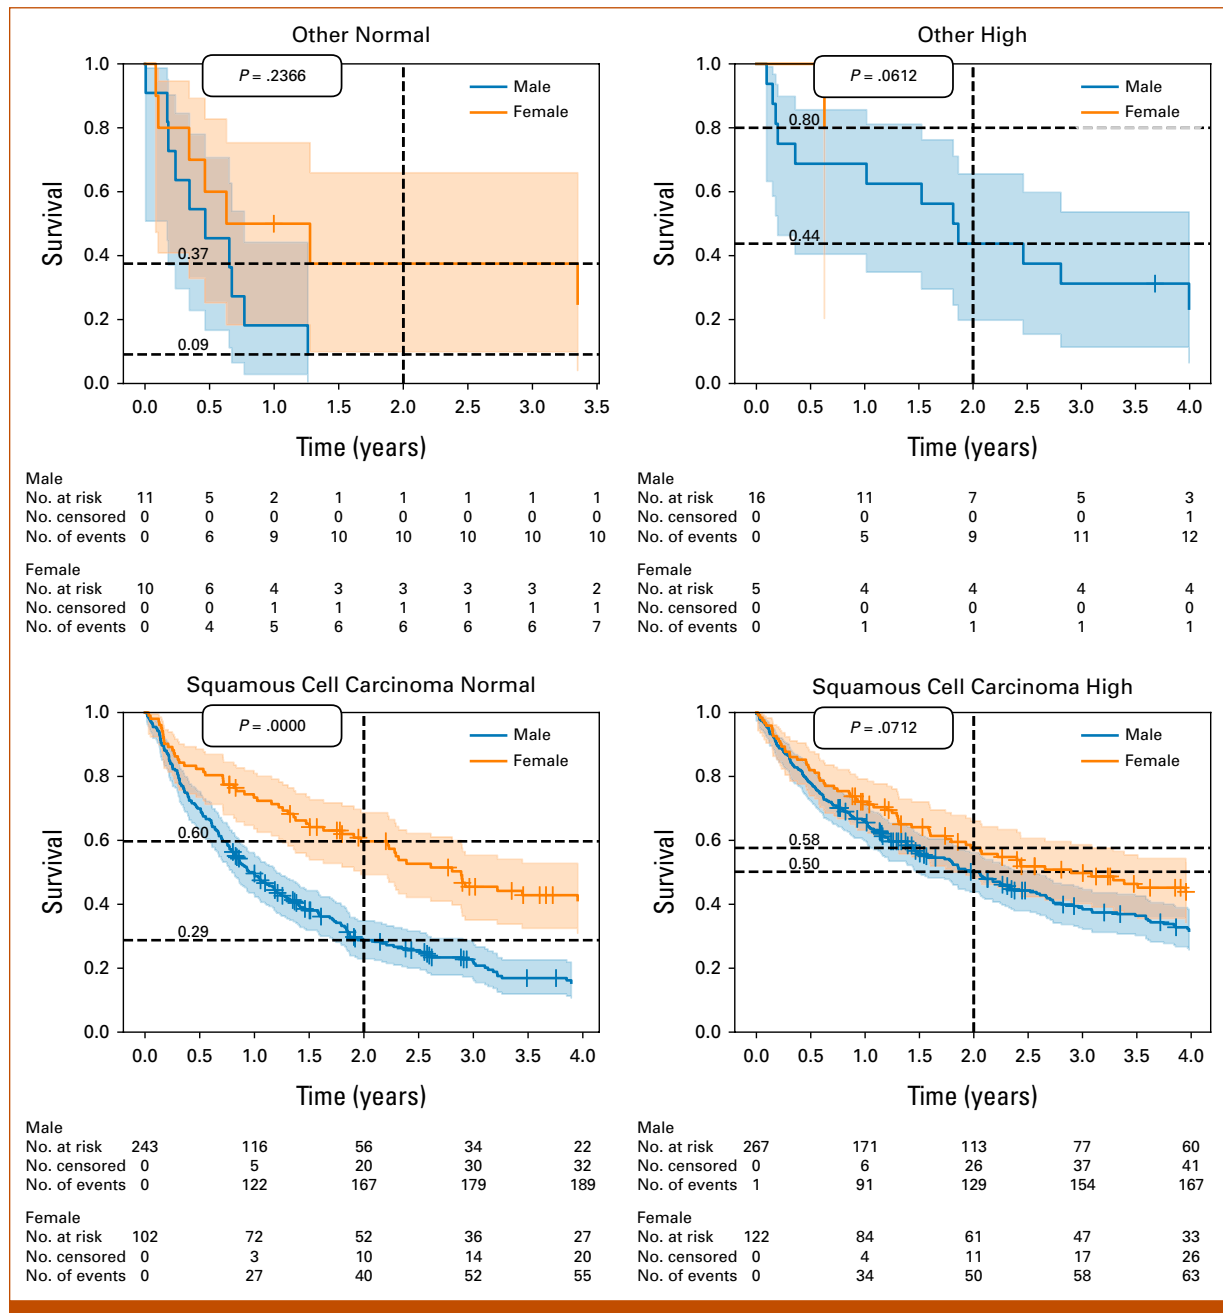 Other Normal
P = .2366
Male
Female
1.0
0.8
0.6
0.4
0.2
0.0
Survival
0.37
0.09
0.0 0.5 1.0 1.5 2.0 2.5 3.0 3.5
Time (years)
Male
No. at risk 11 5 2 1 1 1 1 1
No. censored 0 0 0 0 0 0 0 0
No. of events 0 6 9 10 10 10 10 10
Female
No. at risk 10 6 4 3 3 3 3 2
No. censored 0 0 1 1 1 1 1 1
No. of events 0 4 5 6 6 6 6 7
Other High
P = .0612
Male
Female
1.0
0.8
0.6
0.4
0.2
0.0
Survival
0.80
0.44
0.0 0.5 1.0 1.5 2.0 2.5 3.0 3.5 4.0
Time (years)
Male
No. at risk 16 11 7 5 3
No. censored 0 0 0 0 1
No. of events 0 5 9 11 12
Female
No. at risk 5 4 4 4 4
No. censored 0 0 0 0 0
No. of events 0 1 1 1 1
Squamous Cell Carcinoma Normal
P = .0000
Male
Female
1.0
0.8
0.6
0.4
0.2
0.0
Survival
0.60
0.29
0.0 0.5 1.0 1.5 2.0 2.5 3.0 3.5 4.0
Time (years)
Male
No. at risk 243 116 56 34 22
No. censored 0 5 20 30 32
No. of events 0 122 167 179 189
Female
No. at risk 102 72 52 36 27
No. censored 0 3 10 14 20
No. of events 0 27 40 52 55
Squamous Cell Carcinoma High
P = .0712
Male
Female
1.0
0.8
0.6
0.4
0.2
0.0
Survival
0.58
0.50
0.0 0.5 1.0 1.5 2.0 2.5 3.0 3.5 4.0
Time (years)
Male
No. at risk 267 171 113 77 60
No. censored 0 6 26 37 41
No. of events 1 91 129 154 167
Female
No. at risk 122 84 61 47 33
No. censored 0 4 11 17 26
No. of events 0 34 50 58 63